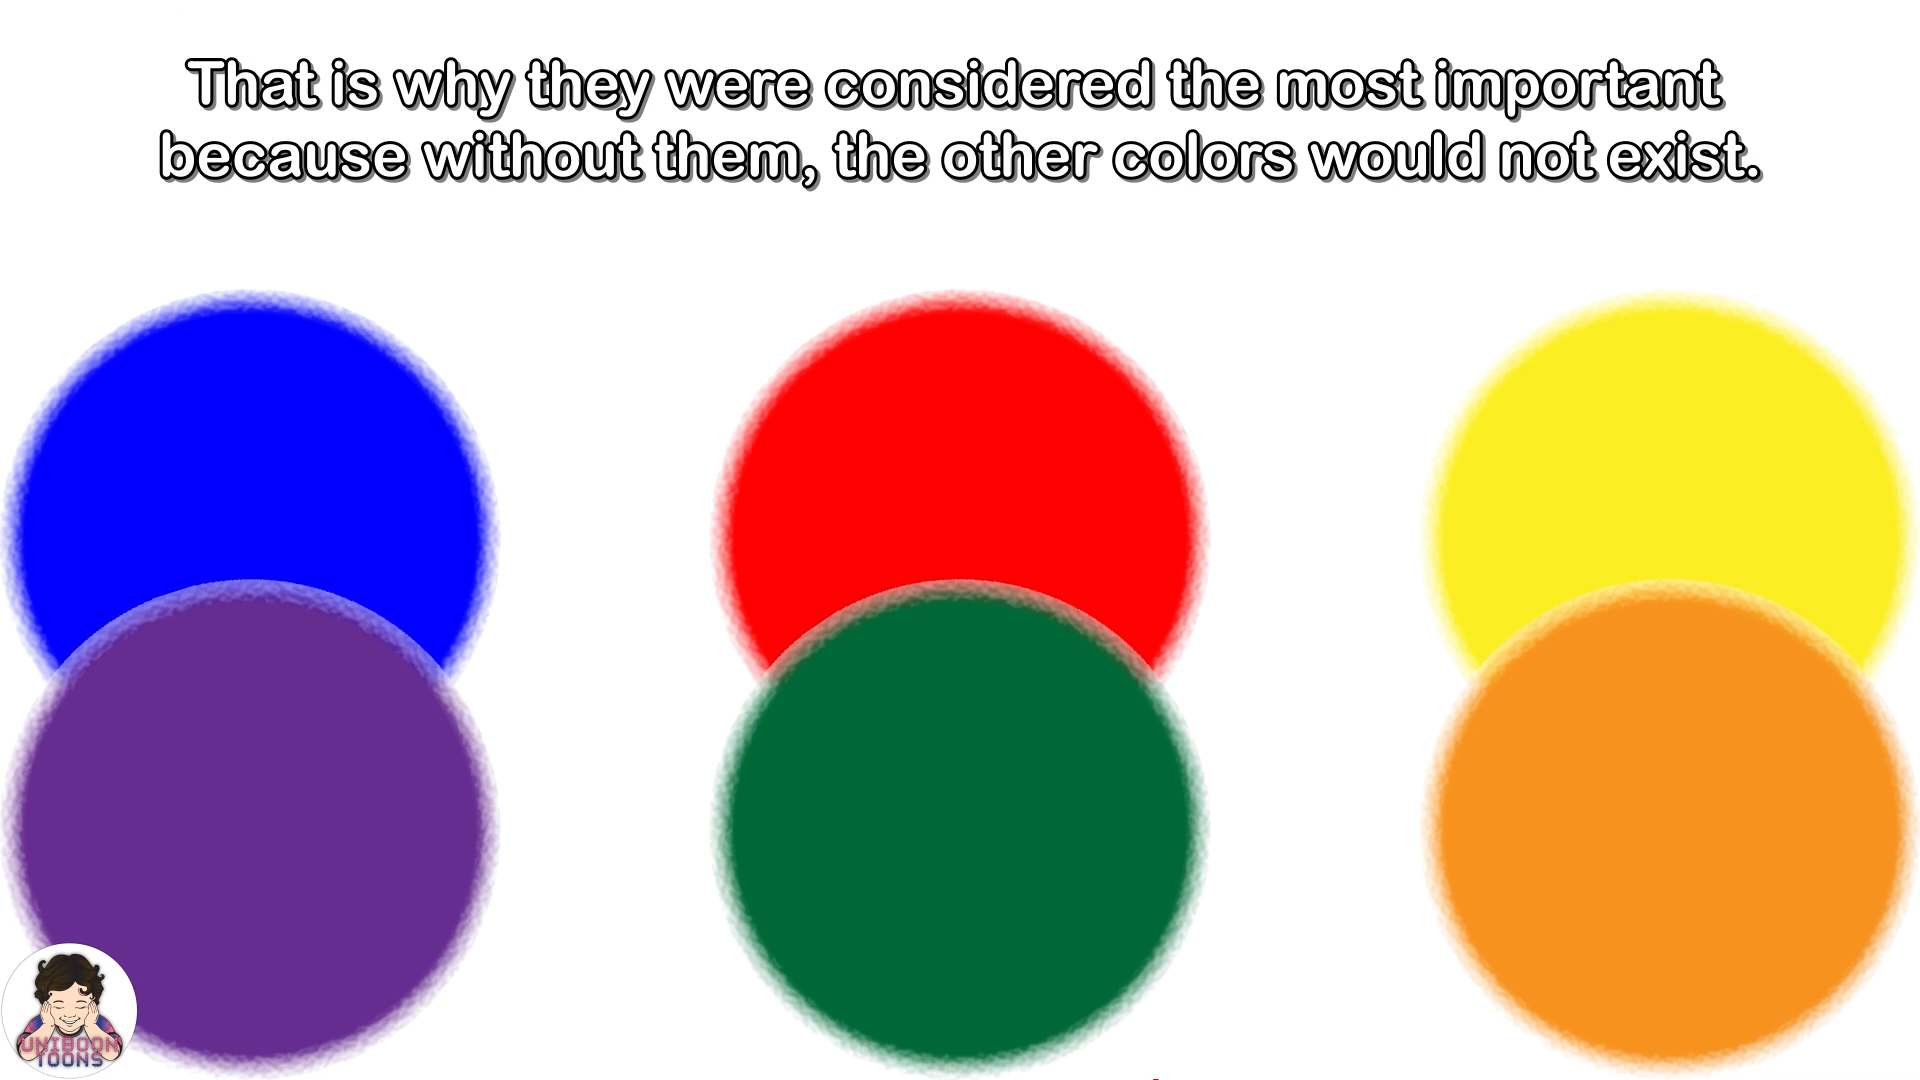 That is why they were considered the most important
because without them, the other colors would not exist.
UNIBOON
TOONS